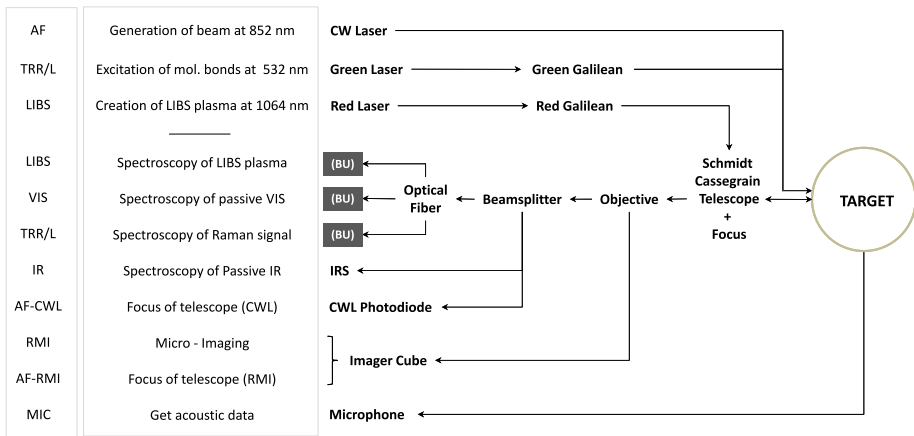 AF Generation of beam at 852 nm CW Laser
TRR/L Excitation of mol. bonds at 532 nm Green Laser Green Galilean
LIBS Creation of LIBS plasma at 1064 nm Red Laser Red Galilean
LIBS Spectroscopy of LIBS plasma (BU)
VIS Spectroscopy of passive VIS (BU)
TRR/L Spectroscopy of Raman signal (BU)
Optical
Fiber
Beamsplitter
Objective
Schmidt
Cassegrain
Telescope
+
Focus
TARGET
IR Spectroscopy of Passive IR IRS
AF-CWL Focus of telescope (CWL) CWL Photodiode
RMI Micro - Imaging
Imager Cube
AF-RMI Focus of telescope (RMI)
MIC Get acoustic data Microphone